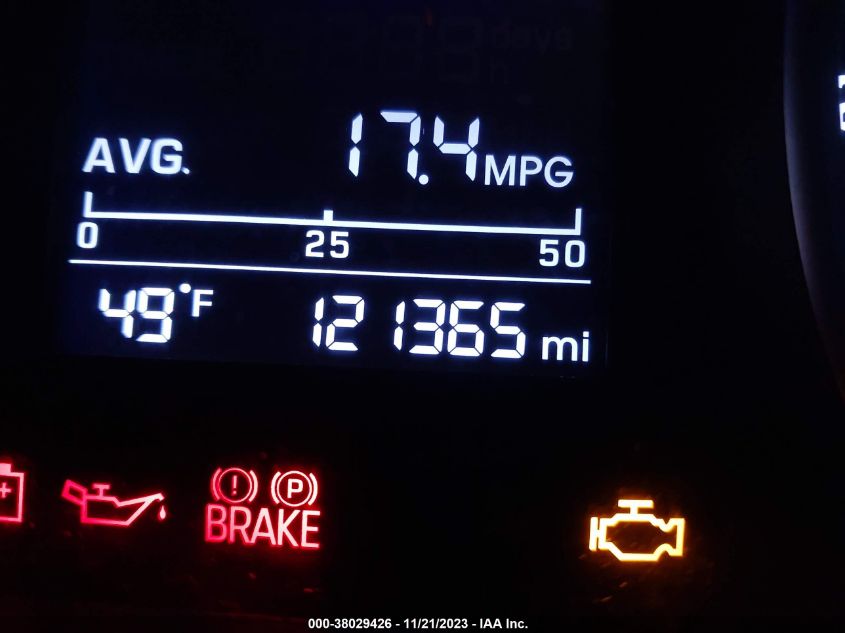 AVG. 17.4 MPG
0 25 50
49°F 121365 mi
! P
BRAKE
000-38029426 - 11/21/2023 - IAA Inc.